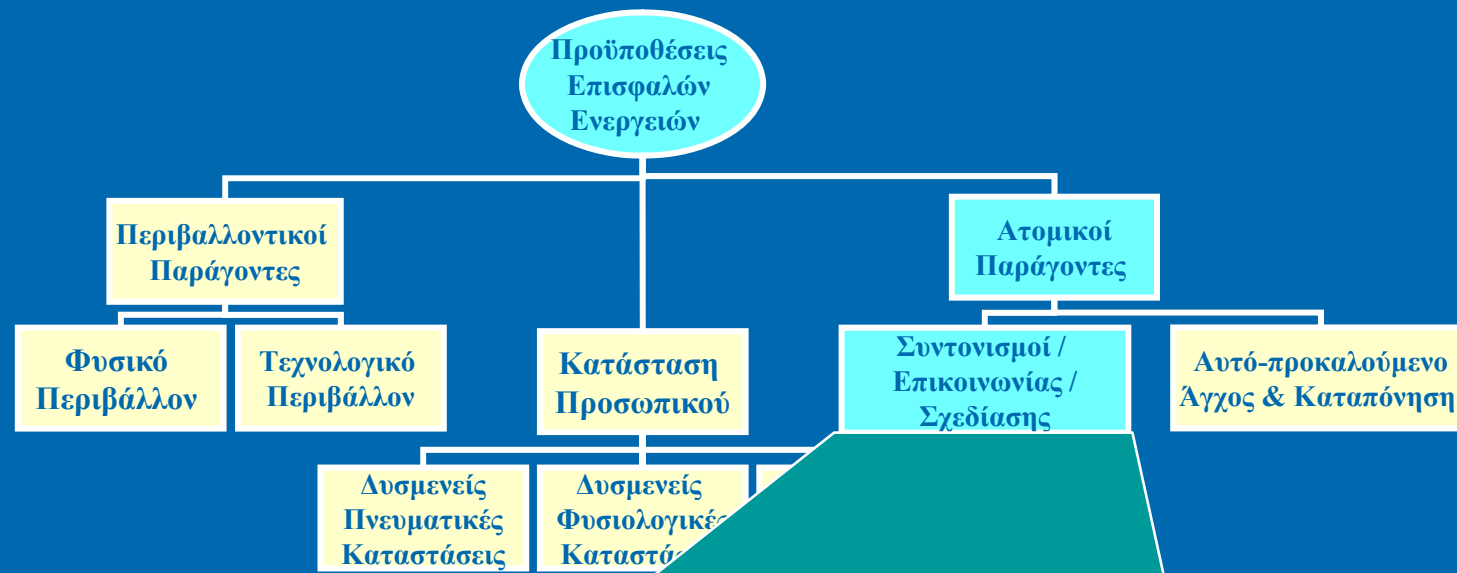 Προϋποθέσεις
Επισφαλών
Ενεργειών
Περιβαλλοντικοί
Παράγοντες
Ατομικοί
Παράγοντες
Φυσικό
Περιβάλλον
Τεχνολογικό
Περιβάλλον
Κατάσταση
Προσωπικού
Συντονισμοί /
Επικοινωνίας /
Σχεδίασης
Αυτό-προκαλούμενο
Άγχος & Καταπόνηση
Δυσμενείς
Πνευματικές
Καταστάσεις
Δυσμενείς
Φυσιολογικές